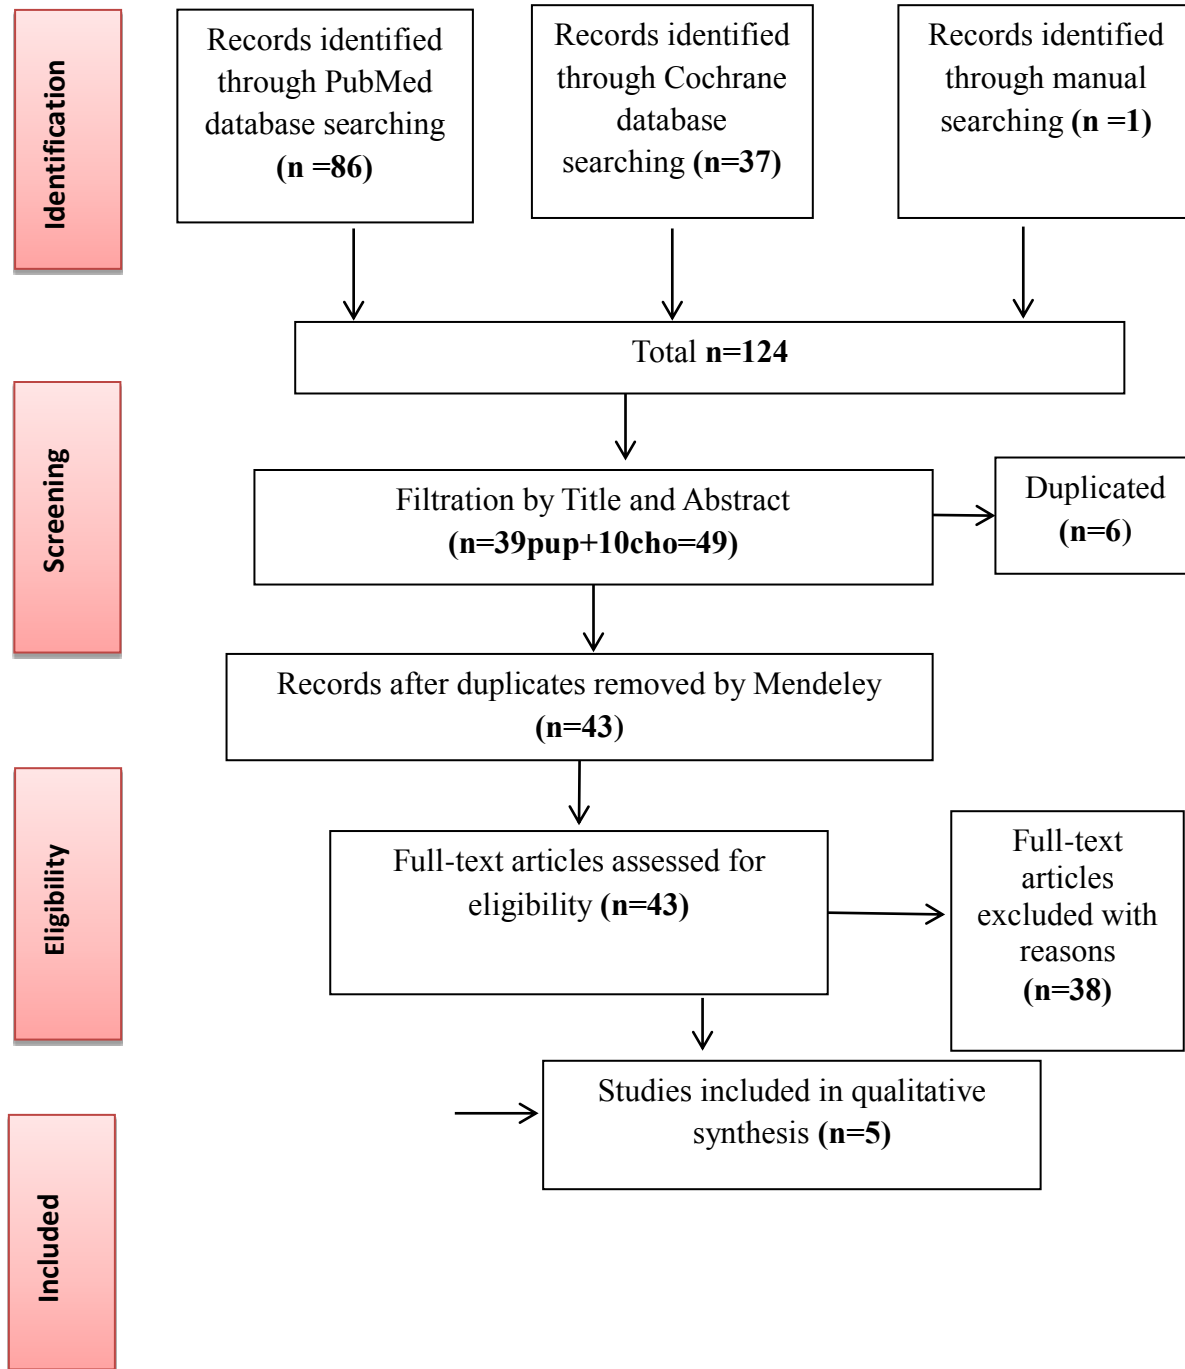 Identification
Records identified
through PubMed
database searching
(n =86)
Records identified
through Cochrane
database
searching (n=37)
Records identified
through manual
searching (n =1)
Total n=124
Screening
Filtration by Title and Abstract
(n=39pup+10cho=49)
Duplicated
(n=6)
Records after duplicates removed by Mendeley
(n=43)
Eligibility
Full-text articles assessed for
eligibility (n=43)
Full-text
articles
excluded with
reasons
(n=38)
Included
Studies included in qualitative
synthesis (n=5)